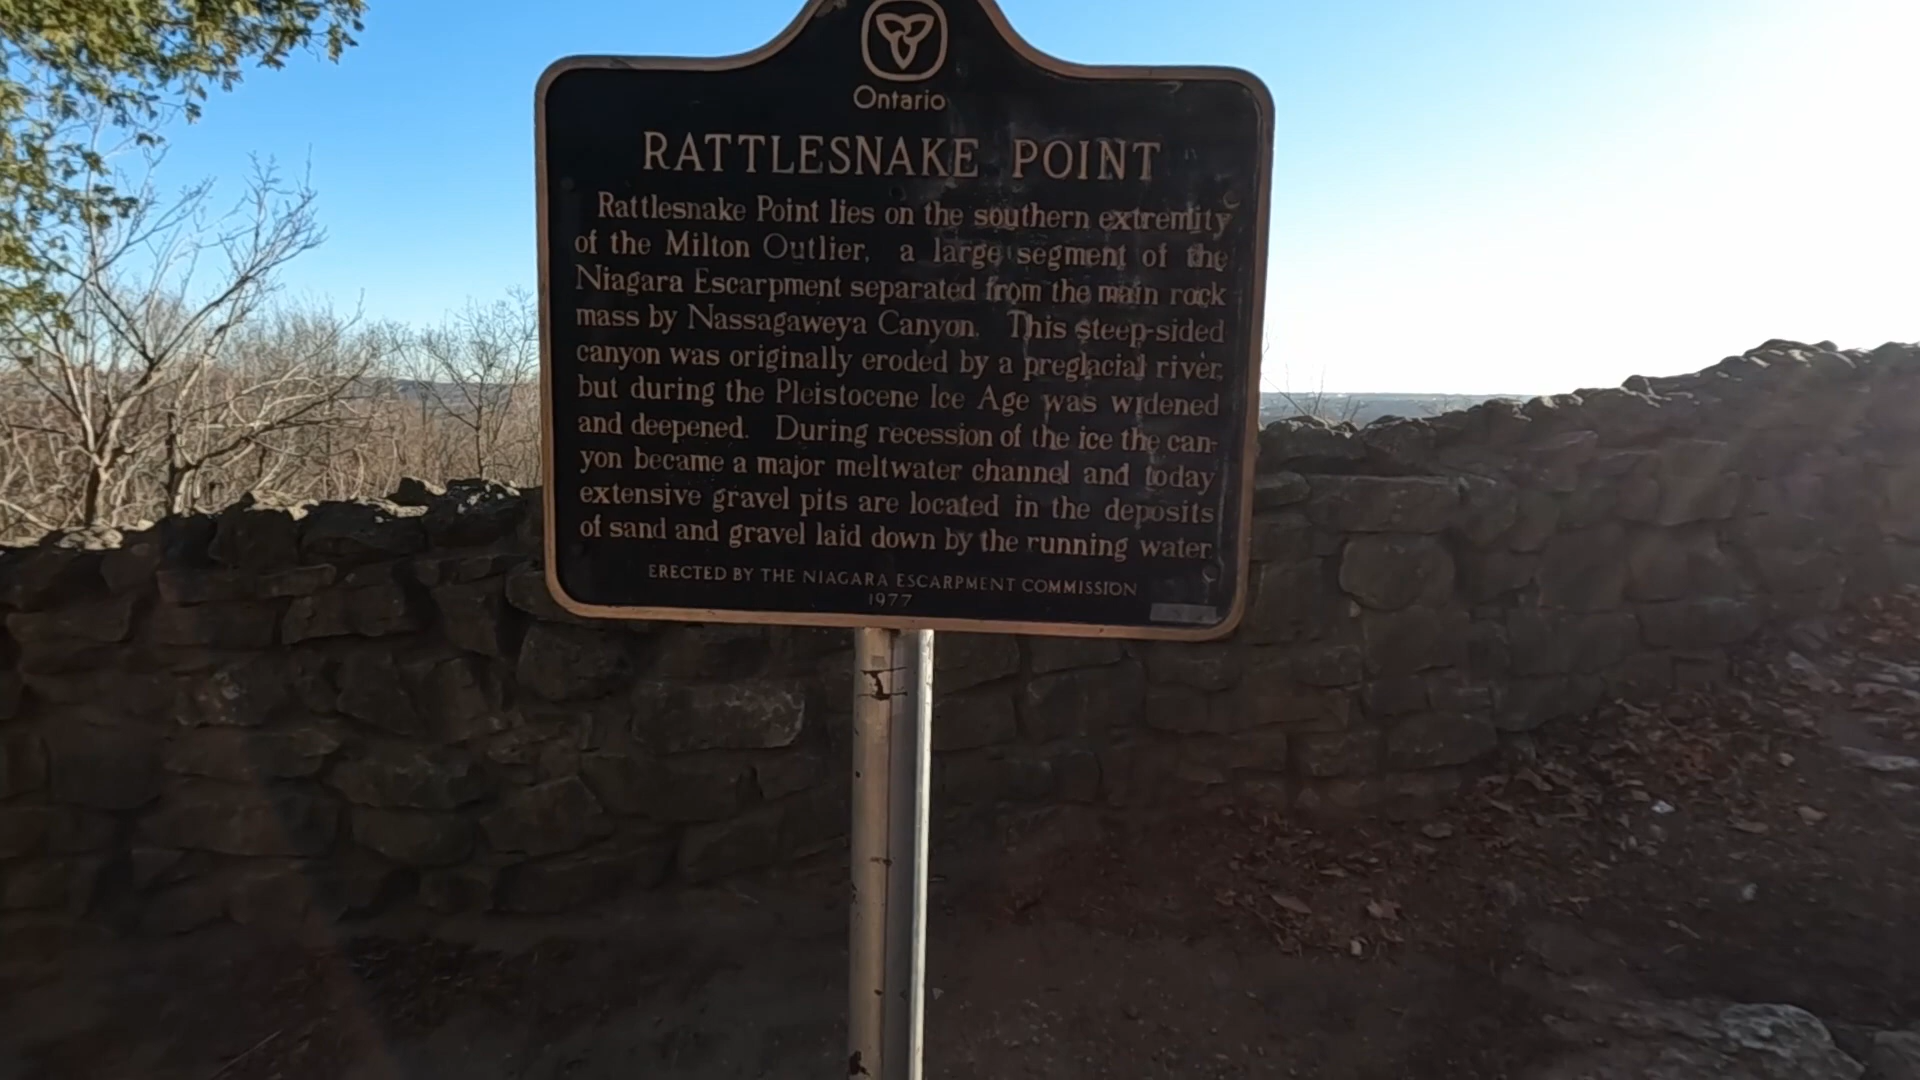 Ontario
RATTLESNAKE POINT
Rattlesnake Point lies on the southern extremity
of the Milton Outlier, a large segment of the
Niagara Escarpment separated from the main rock
mass by Nassagaweya Canyon. This steep-sided
canyon was originally eroded by a preglacial river,
but during the Pleistocene Ice Age was widened
and deepened. During recession of the ice the can-
yon became a major meltwater channel and today
extensive gravel pits are located in the deposits
of sand and gravel laid down by the running water.
ERECTED BY THE NIAGARA ESCARPMENT COMMISSION
1977